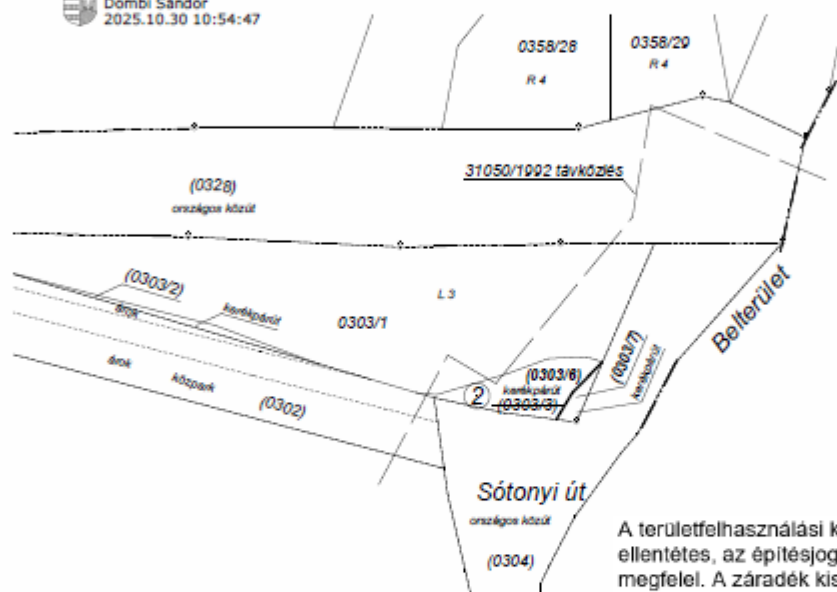 Dombi Sándor
2025.10.30 10:54:47
0358/28
R 4
0358/29
R 4
31050/1992 távközlés
(0328)
országos közút
(0303/2)
árok
kerékpárút
0303/1
L 3
Belterület
árok
közpark
(0302)
2
(0303/6)
kerékpárút
(0303/3)
(0303/7)
kerékpárút
Sótonyi út
országos közút
(0304)
A területfelhasználási k
ellentétes, az építésjog
megfelel. A záradék kis